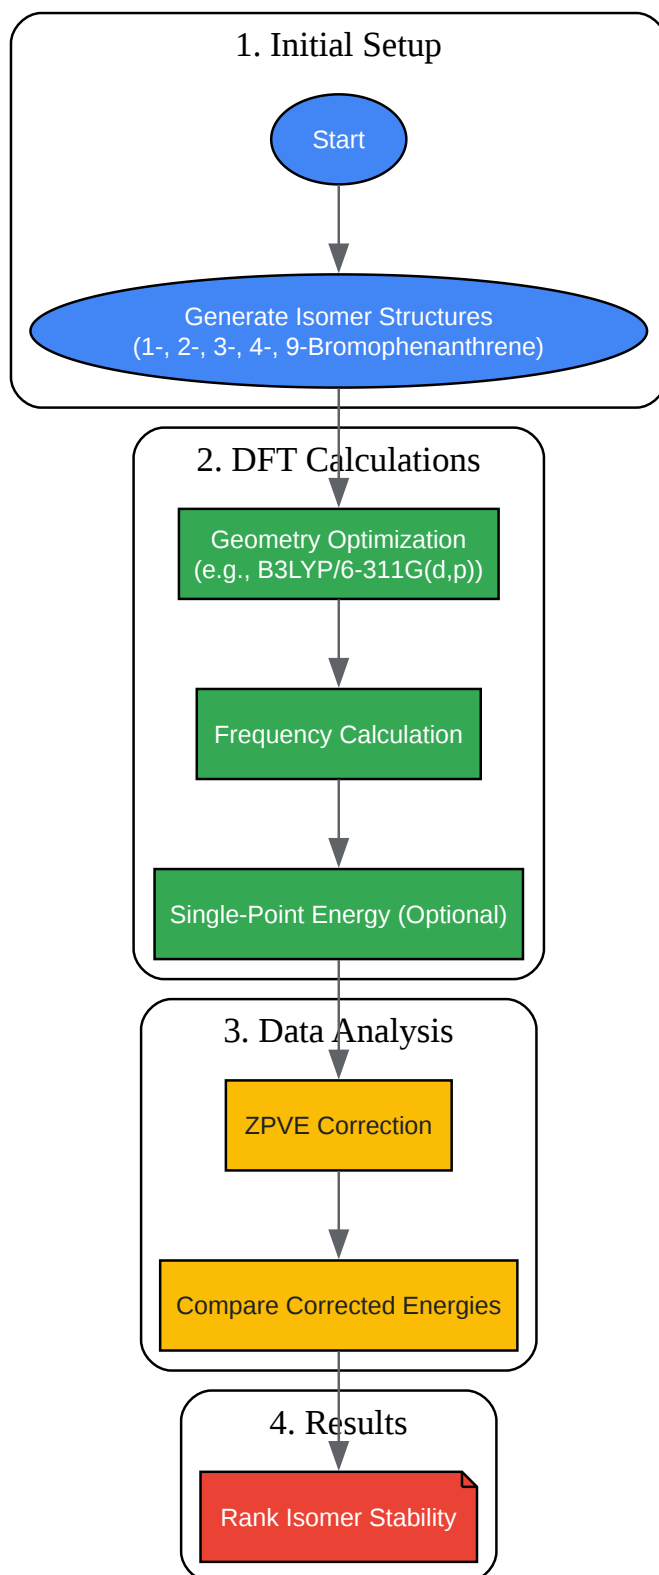 1. Initial Setup
Start
Generate Isomer Structures
(1-, 2-, 3-, 4-, 9-Bromophenanthrene)
2. DFT Calculations
Geometry Optimization
(e.g., B3LYP/6-311G(d,p))
Frequency Calculation
Single-Point Energy (Optional)
3. Data Analysis
ZPVE Correction
Compare Corrected Energies
4. Results
Rank Isomer Stability